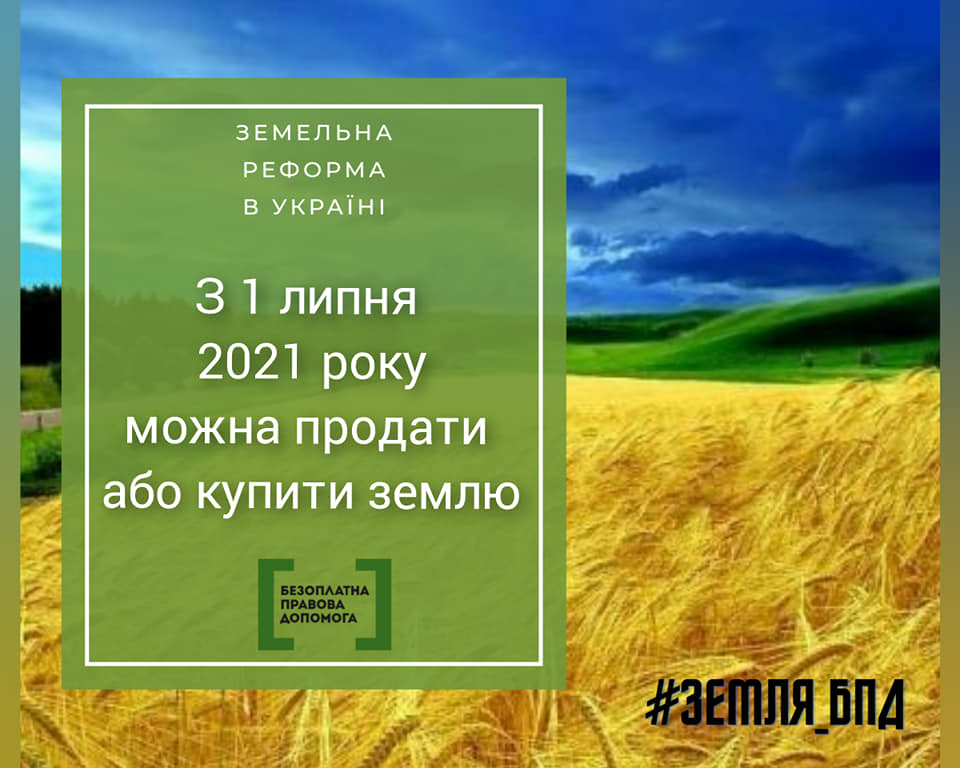 ЗЕМЕЛЬНА
РЕФОРМА
В УКРАЇНІ
З 1 липня
2021 року
можна продати
або купити землю
БЕЗОПЛАТНА
ПРАВОВА
ДОПОМОГА
#ЗЕМЛЯ_БПД